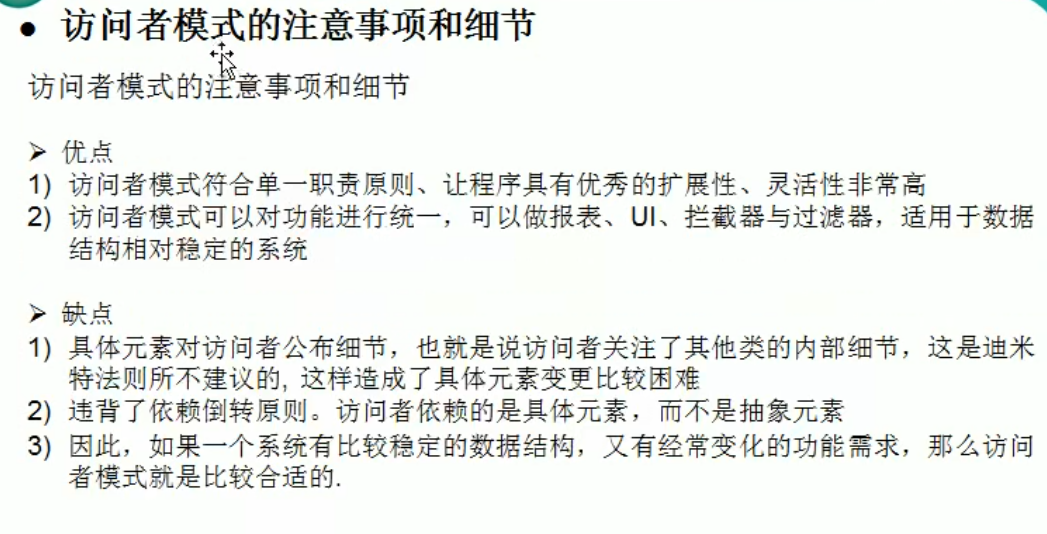 ● 访问者模式的注意事项和细节
访问者模式的注意事项和细节
➢ 优点
1) 访问者模式符合单一职责原则、让程序具有优秀的扩展性、灵活性非常高
2) 访问者模式可以对功能进行统一，可以做报表、UI、拦截器与过滤器，适用于数据
结构相对稳定的系统
➢ 缺点
1) 具体元素对访问者公布细节，也就是说访问者关注了其他类的内部细节，这是迪米
特法则所不建议的, 这样造成了具体元素变更比较困难
2) 违背了依赖倒转原则。访问者依赖的是具体元素，而不是抽象元素
3) 因此，如果一个系统有比较稳定的数据结构，又有经常变化的功能需求，那么访问
者模式就是比较合适的.